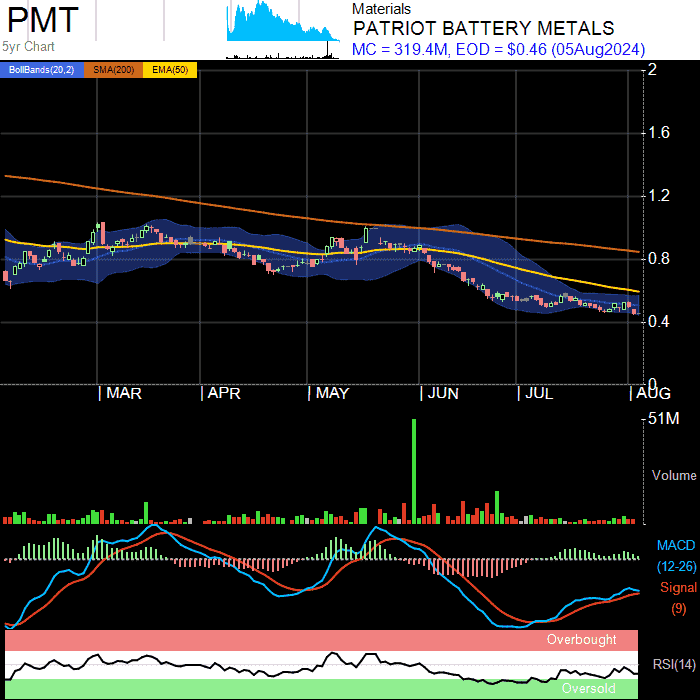 PMT
5yr Chart
Materials
PATRIOT BATTERY METALS
MC = 319.4M, EOD = $0.46 (05Aug2024)
BollBands(20,2) SMA(200) EMA(50)
2
1.6
1.2
0.8
0.4
0
| MAR | APR | MAY | JUN | JUL | AUG
51M
Volume
MACD
(12-26)
Signal
(9)
Overbought
RSI(14)
Oversold